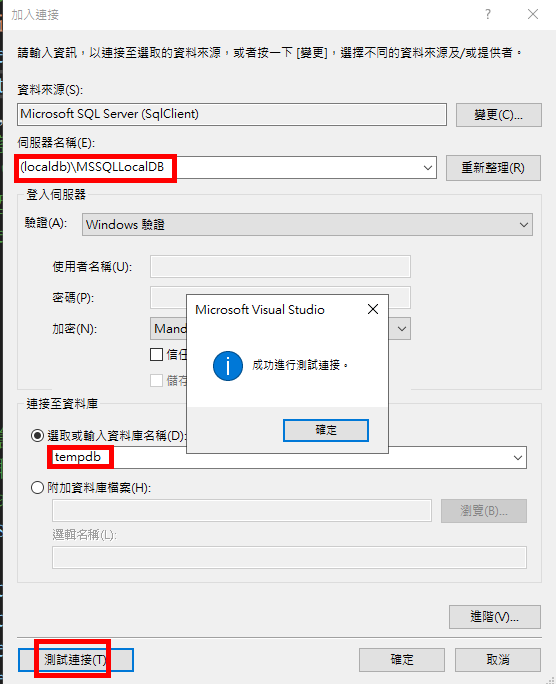 加入連接
請輸入資訊，以連接至選取的資料來源，或者按一下 [變更]，選擇不同的資料來源及/或提供者。
資料來源(S):
Microsoft SQL Server (SqlClient)
變更(C)...
伺服器名稱(E):
(localdb)\MSSQLLocalDB
重新整理(R)
登入伺服器
驗證(A):
Windows 驗證
使用者名稱(U):
密碼(P):
加密(N):
Mand
信任
儲存
Microsoft Visual Studio
成功進行測試連接。
確定
連接至資料庫
選取或輸入資料庫名稱(D):
tempdb
附加資料庫檔案(H):
瀏覽(B)...
邏輯名稱(L):
進階(V)...
測試連接(T)
確定
取消